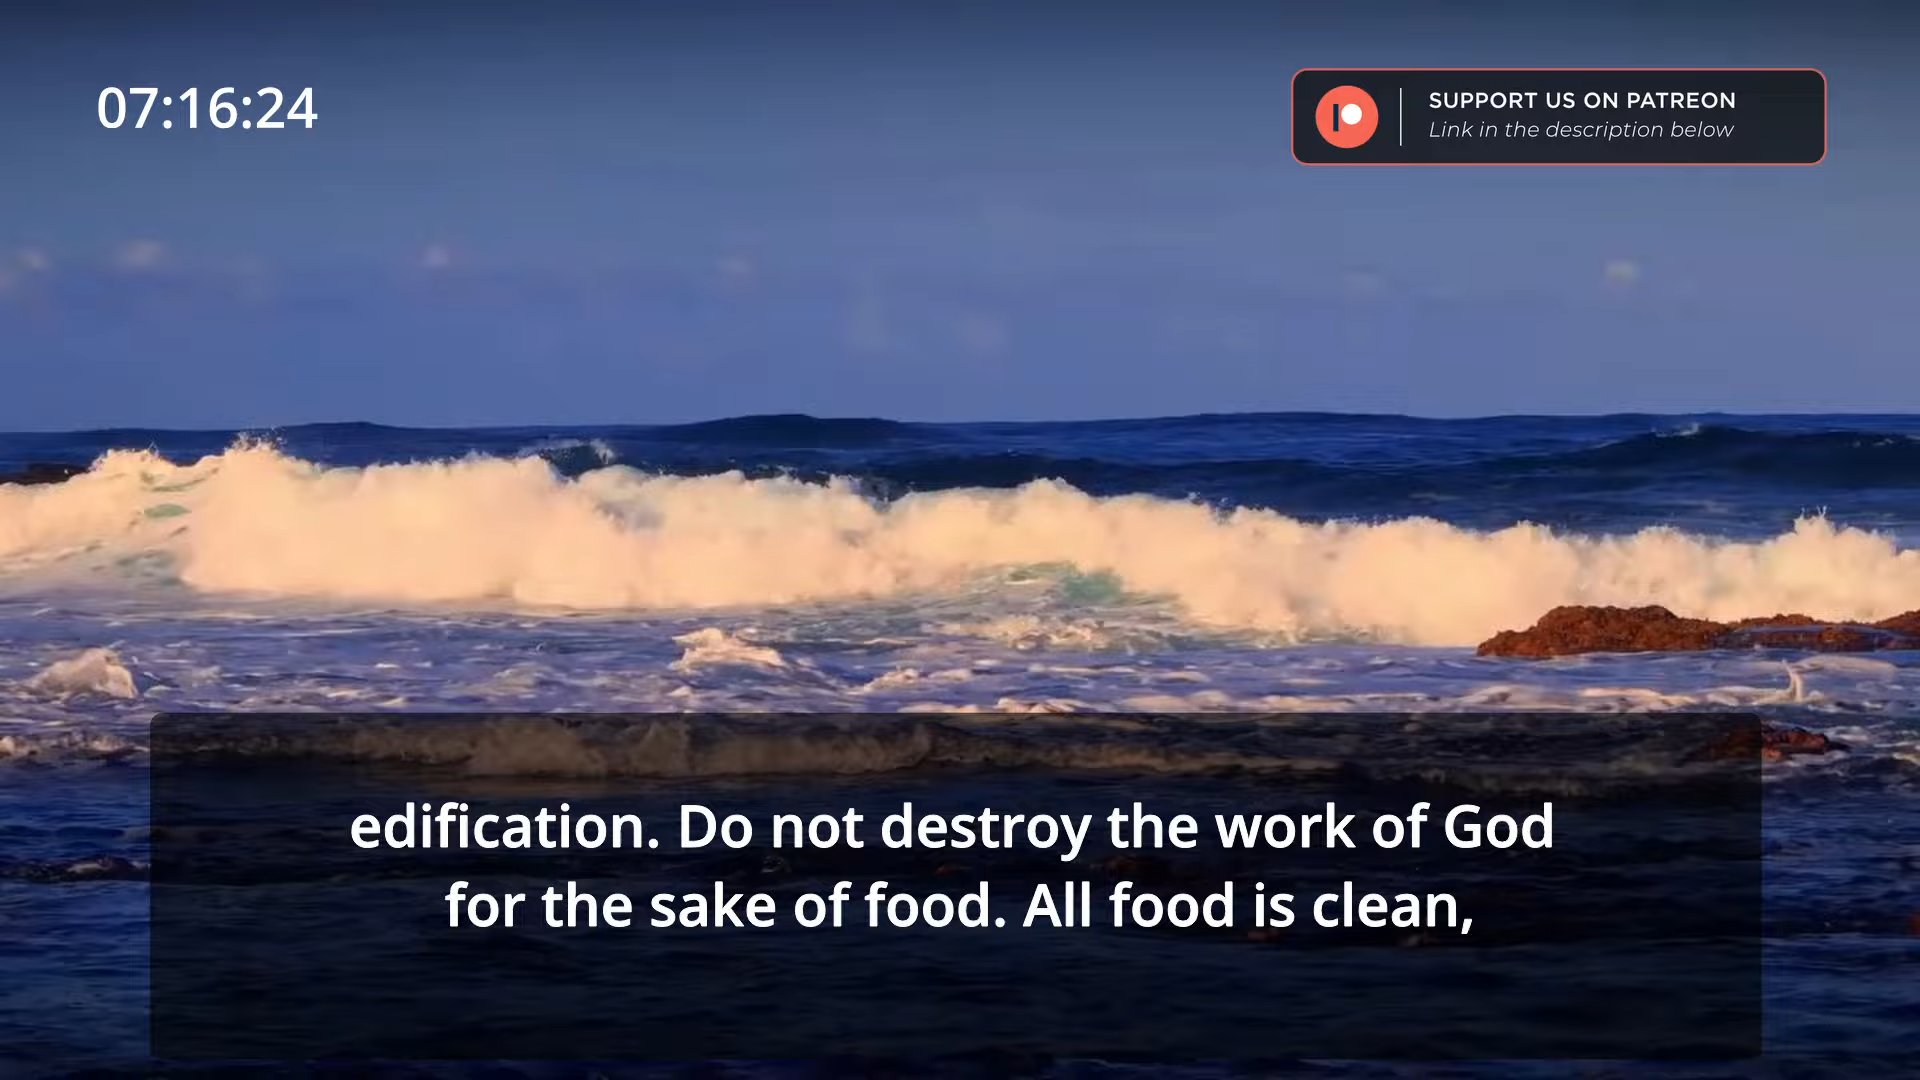 07:16:24
SUPPORT US ON PATREON
Link in the description below
edification. Do not destroy the work of God
for the sake of food. All food is clean,